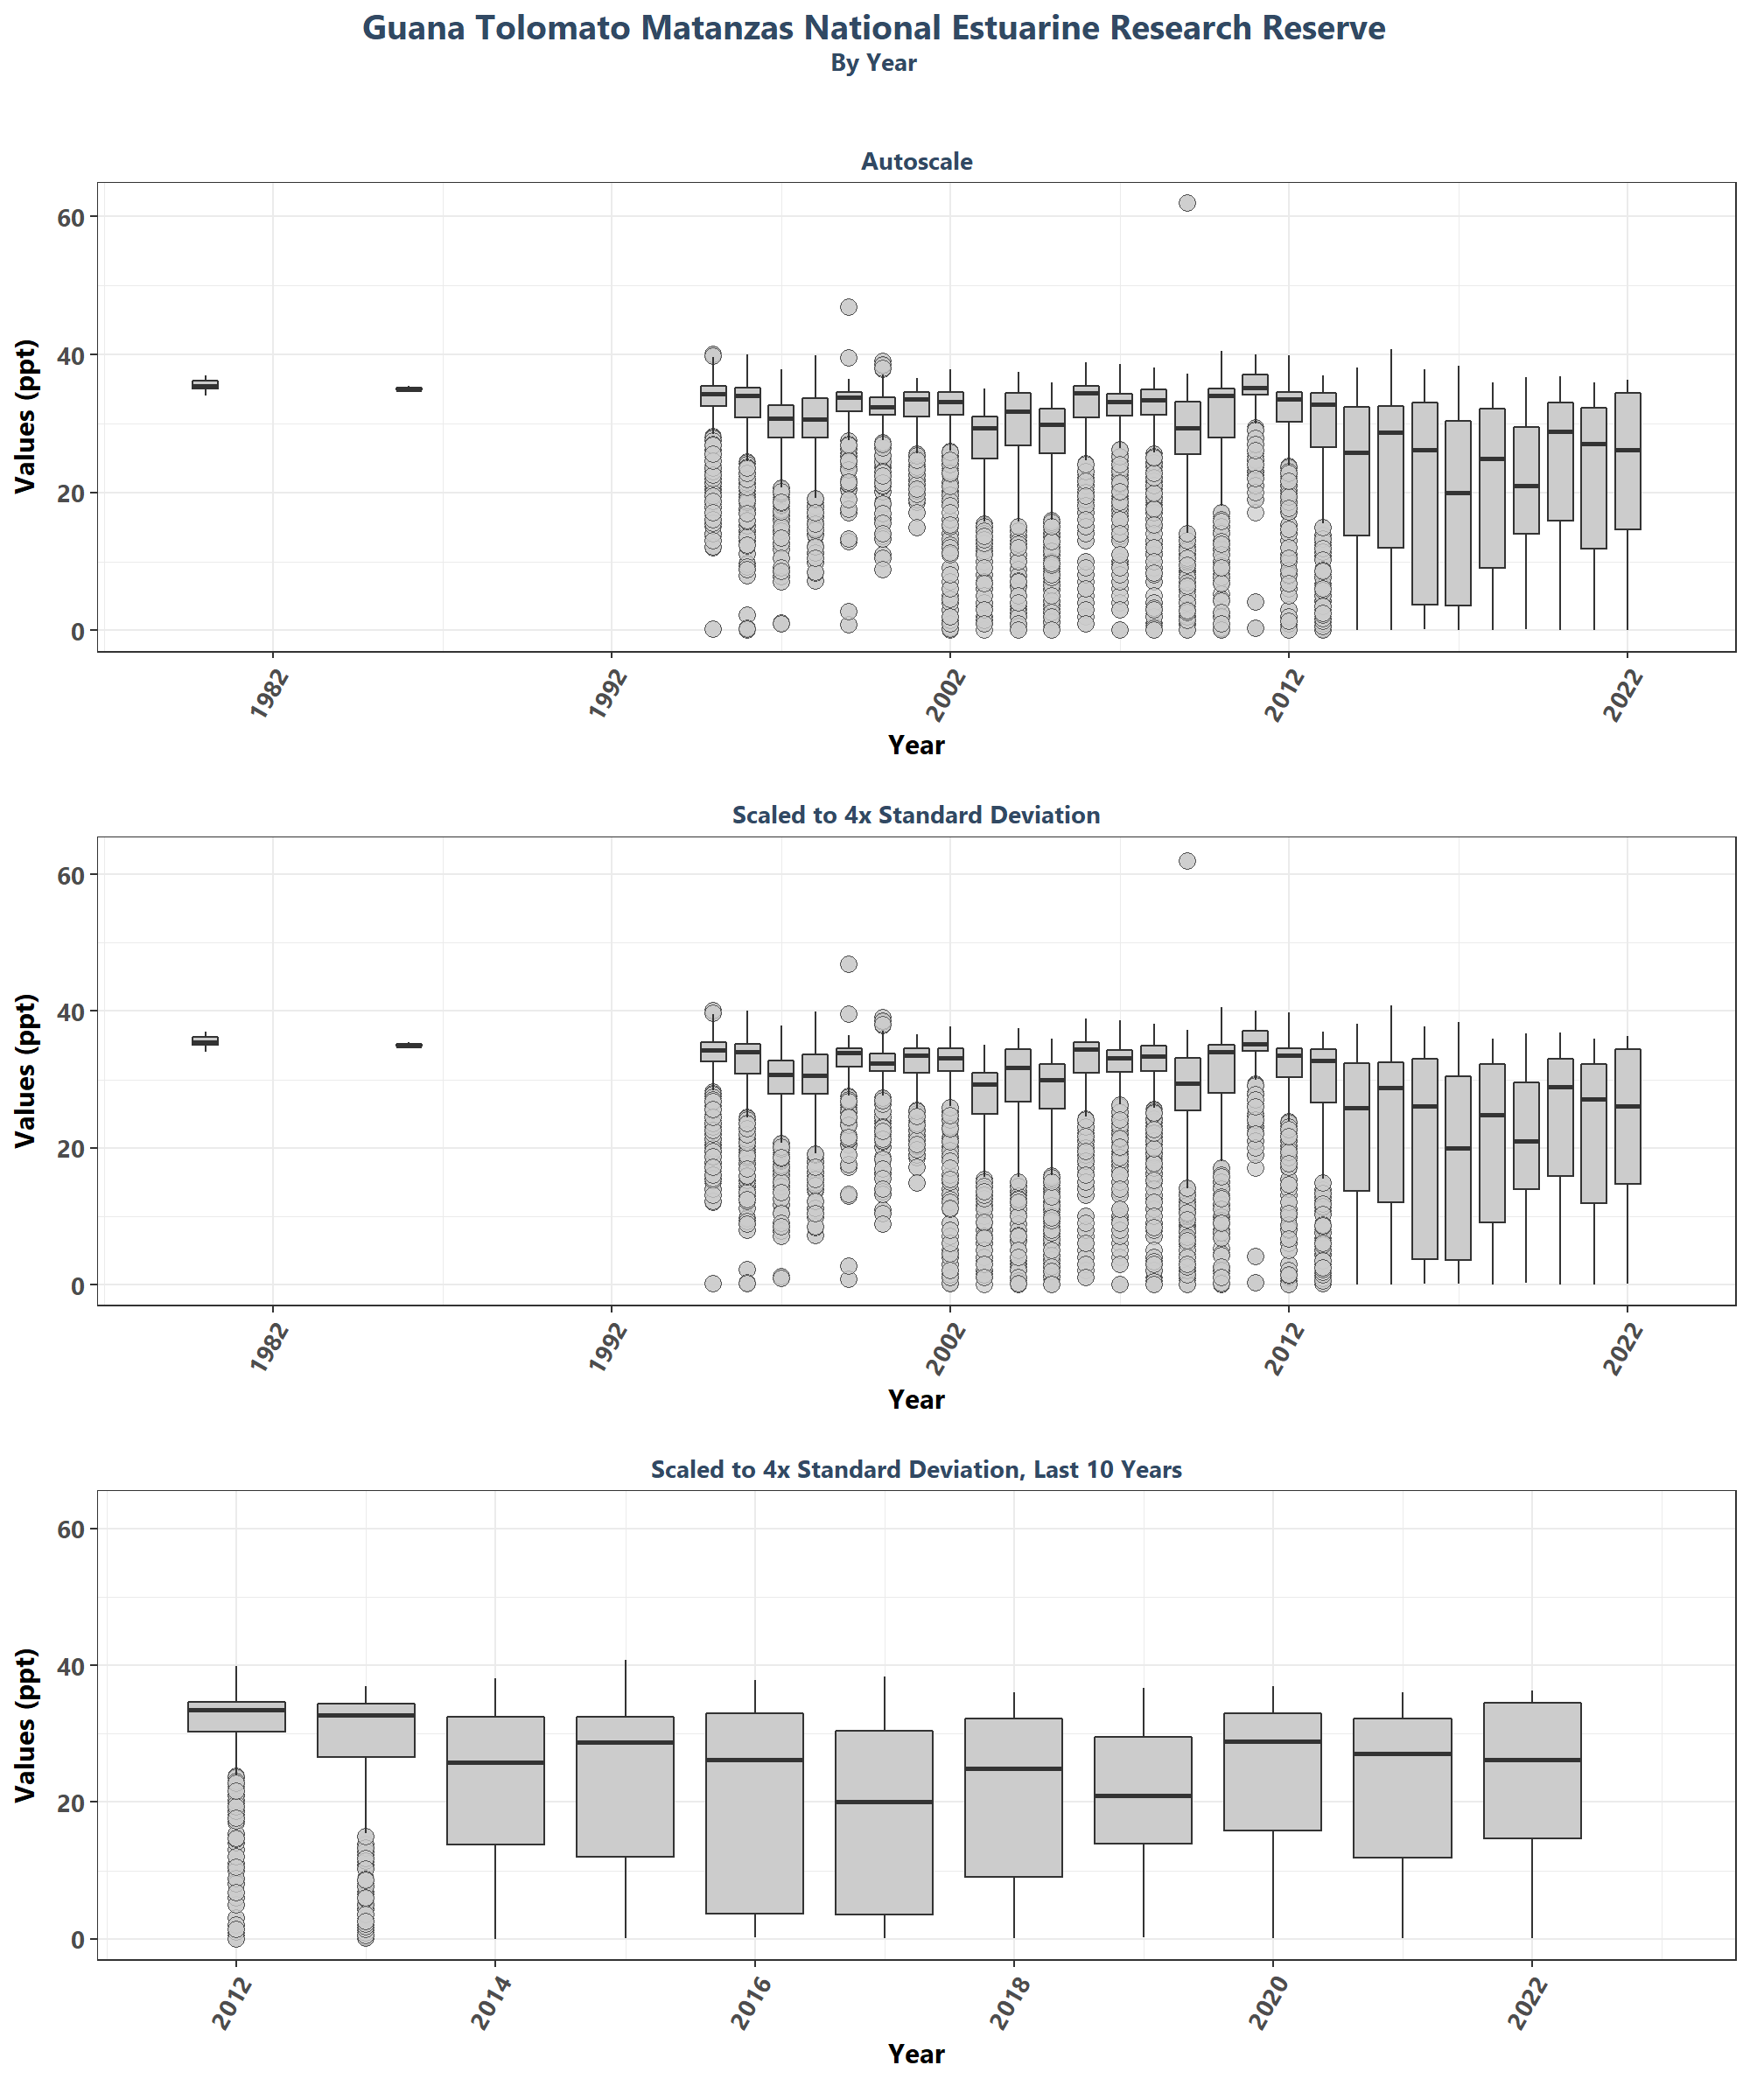 Guana Tolomato Matanzas National Estuarine Research Reserve
By Year
Autoscale
Values (ppt)
60
40
20
0
1982
1992
2002
2012
2022
Year
Scaled to 4x Standard Deviation
Values (ppt)
60
40
20
0
1982
1992
2002
2012
2022
Year
Scaled to 4x Standard Deviation, Last 10 Years
Values (ppt)
60
40
20
0
2012
2014
2016
2018
2020
2022
Year